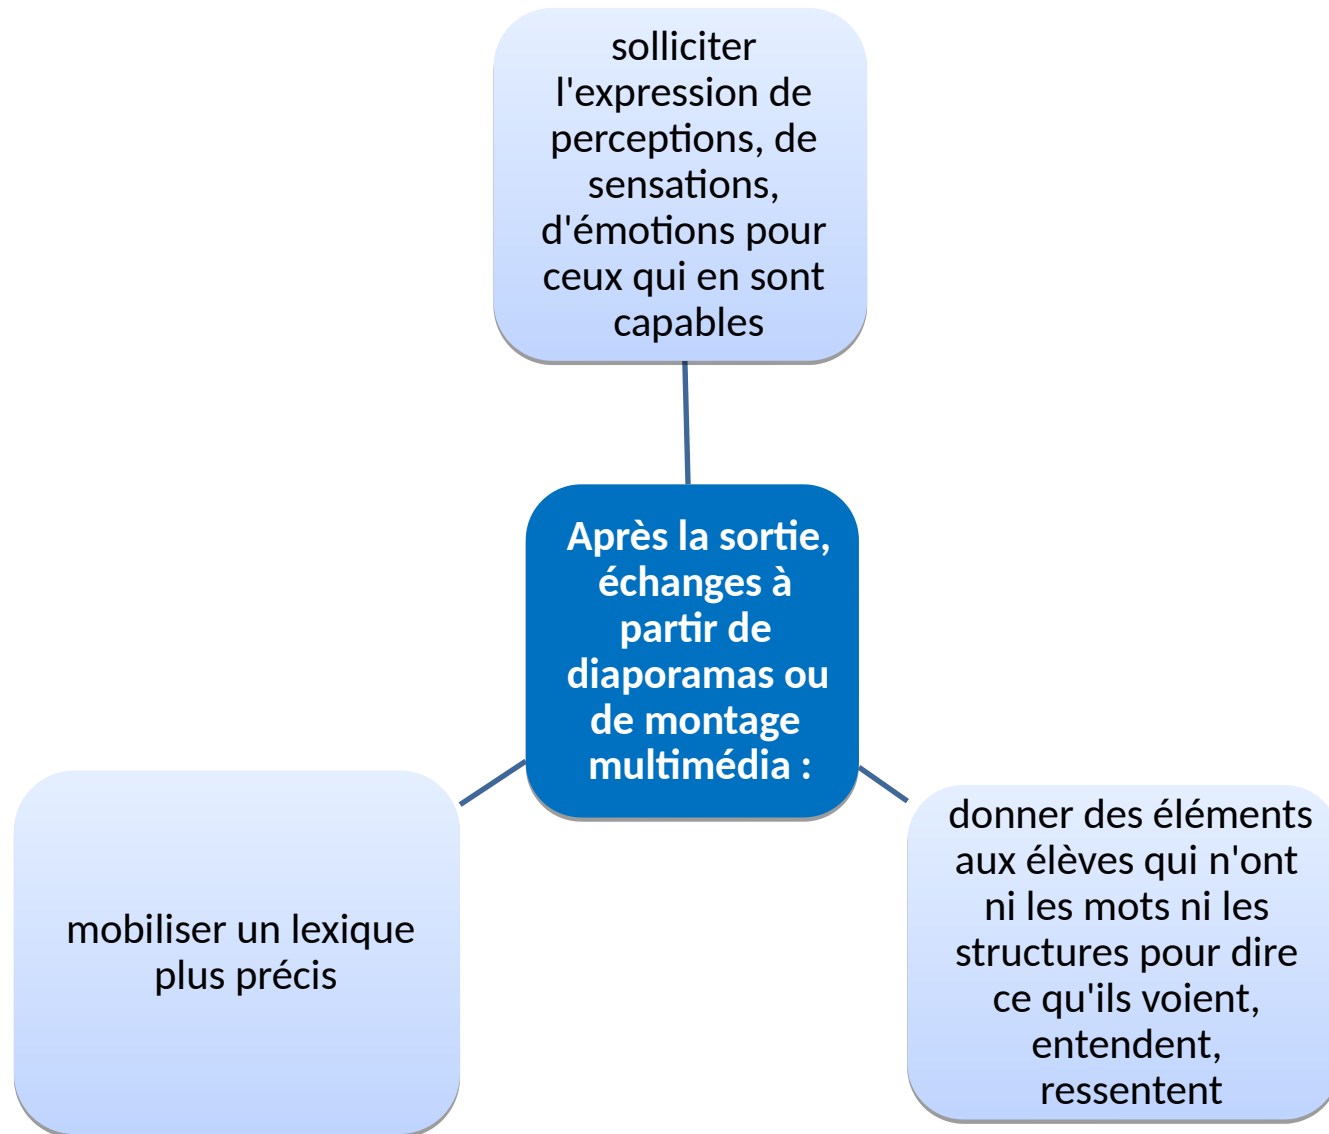 solliciter
l'expression de
perceptions, de
sensations,
d'émotions pour
ceux qui en sont
capables
Après la sortie,
échanges à
partir de
diaporamas ou
de montage
multimédia :
mobiliser un lexique
plus précis
donner des éléments
aux élèves qui n'ont
ni les mots ni les
structures pour dire
ce qu'ils voient,
entendent,
ressentent